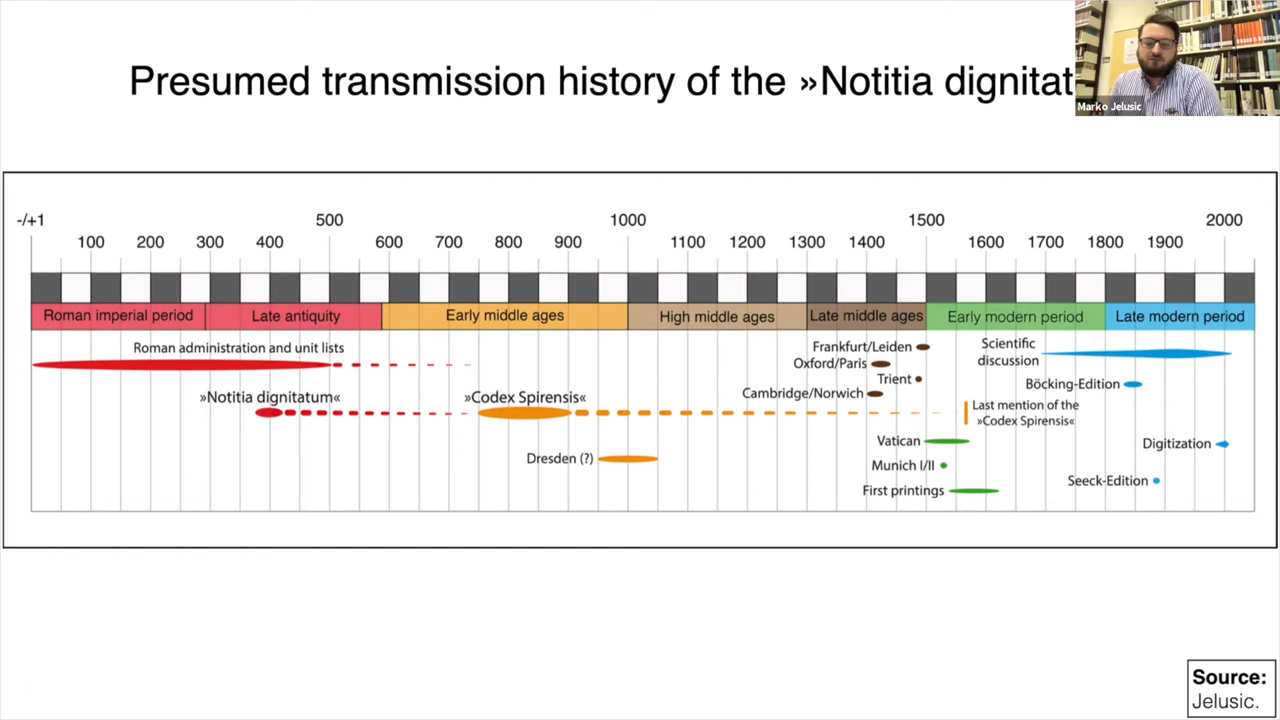 Presumed transmission history of the »Notitia dignitat
Marko Jelusic
-/+1 500 1000 1500 2000
100 200 300 400 600 700 800 900 1100 1200 1300 1400 1600 1700 1800 1900
Roman imperial period Late antiquity Early middle ages High middle ages Late middle ages Early modern period Late modern period
Roman administration and unit lists
»Notitia dignitatum«
»Codex Spirensis«
Dresden (?)
Frankfurt/Leiden
Oxford/Paris
Trient
Cambridge/Norwich
Vatican
Munich I/II
First printings
Scientific
discussion
Böcking-Edition
Last mention of the
»Codex Spirensis«
Digitization
Seeck-Edition
Source:
Jelusic.